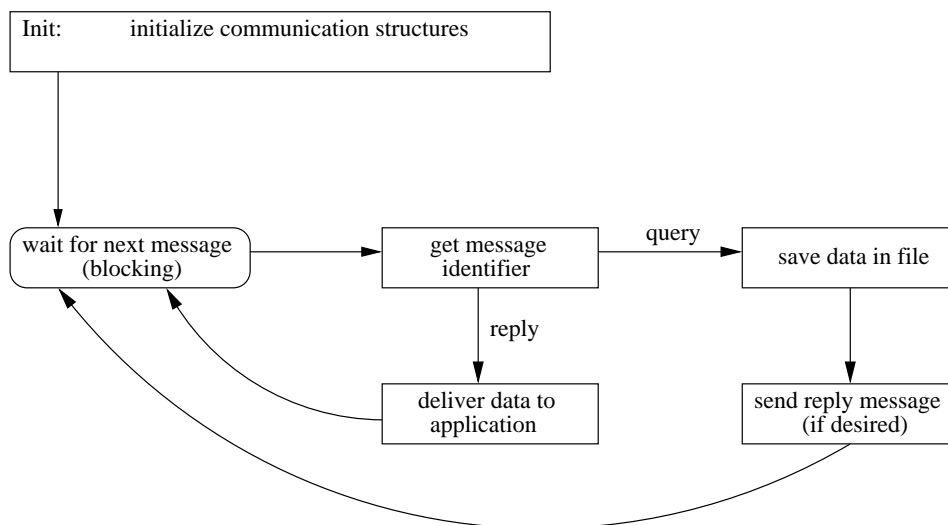 Init: initialize communication structures
wait for next message
(blocking)
get message
identifier
query
save data in file
reply
deliver data to
application
send reply message
(if desired)